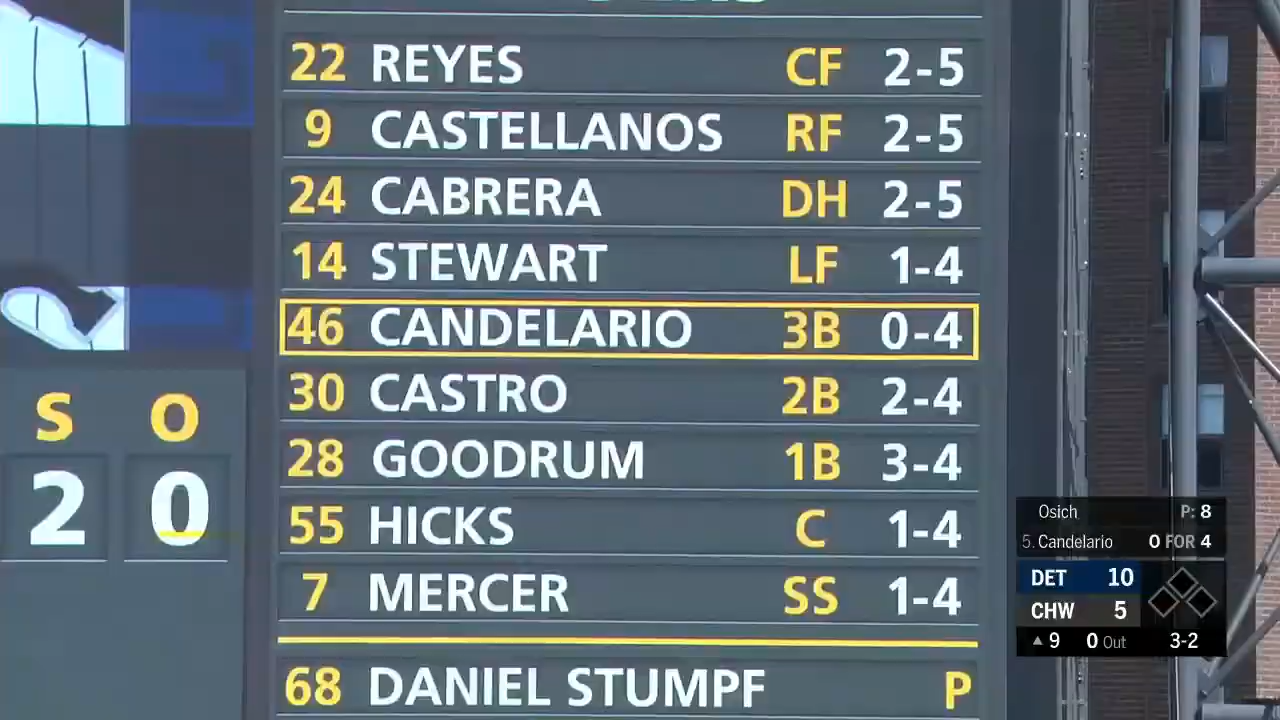 22 REYES CF 2-5
9 CASTELLANOS RF 2-5
24 CABRERA DH 2-5
14 STEWART LF 1-4
46 CANDELARIO 3B 0-4
30 CASTRO 2B 2-4
28 GOODRUM 1B 3-4
55 HICKS C 1-4
7 MERCER SS 1-4
68 DANIEL STUMPF P
S O
2 0
Osich P: 8
5. Candelario 0 FOR 4
DET 10
CHW 5
▲ 9 0 Out 3-2